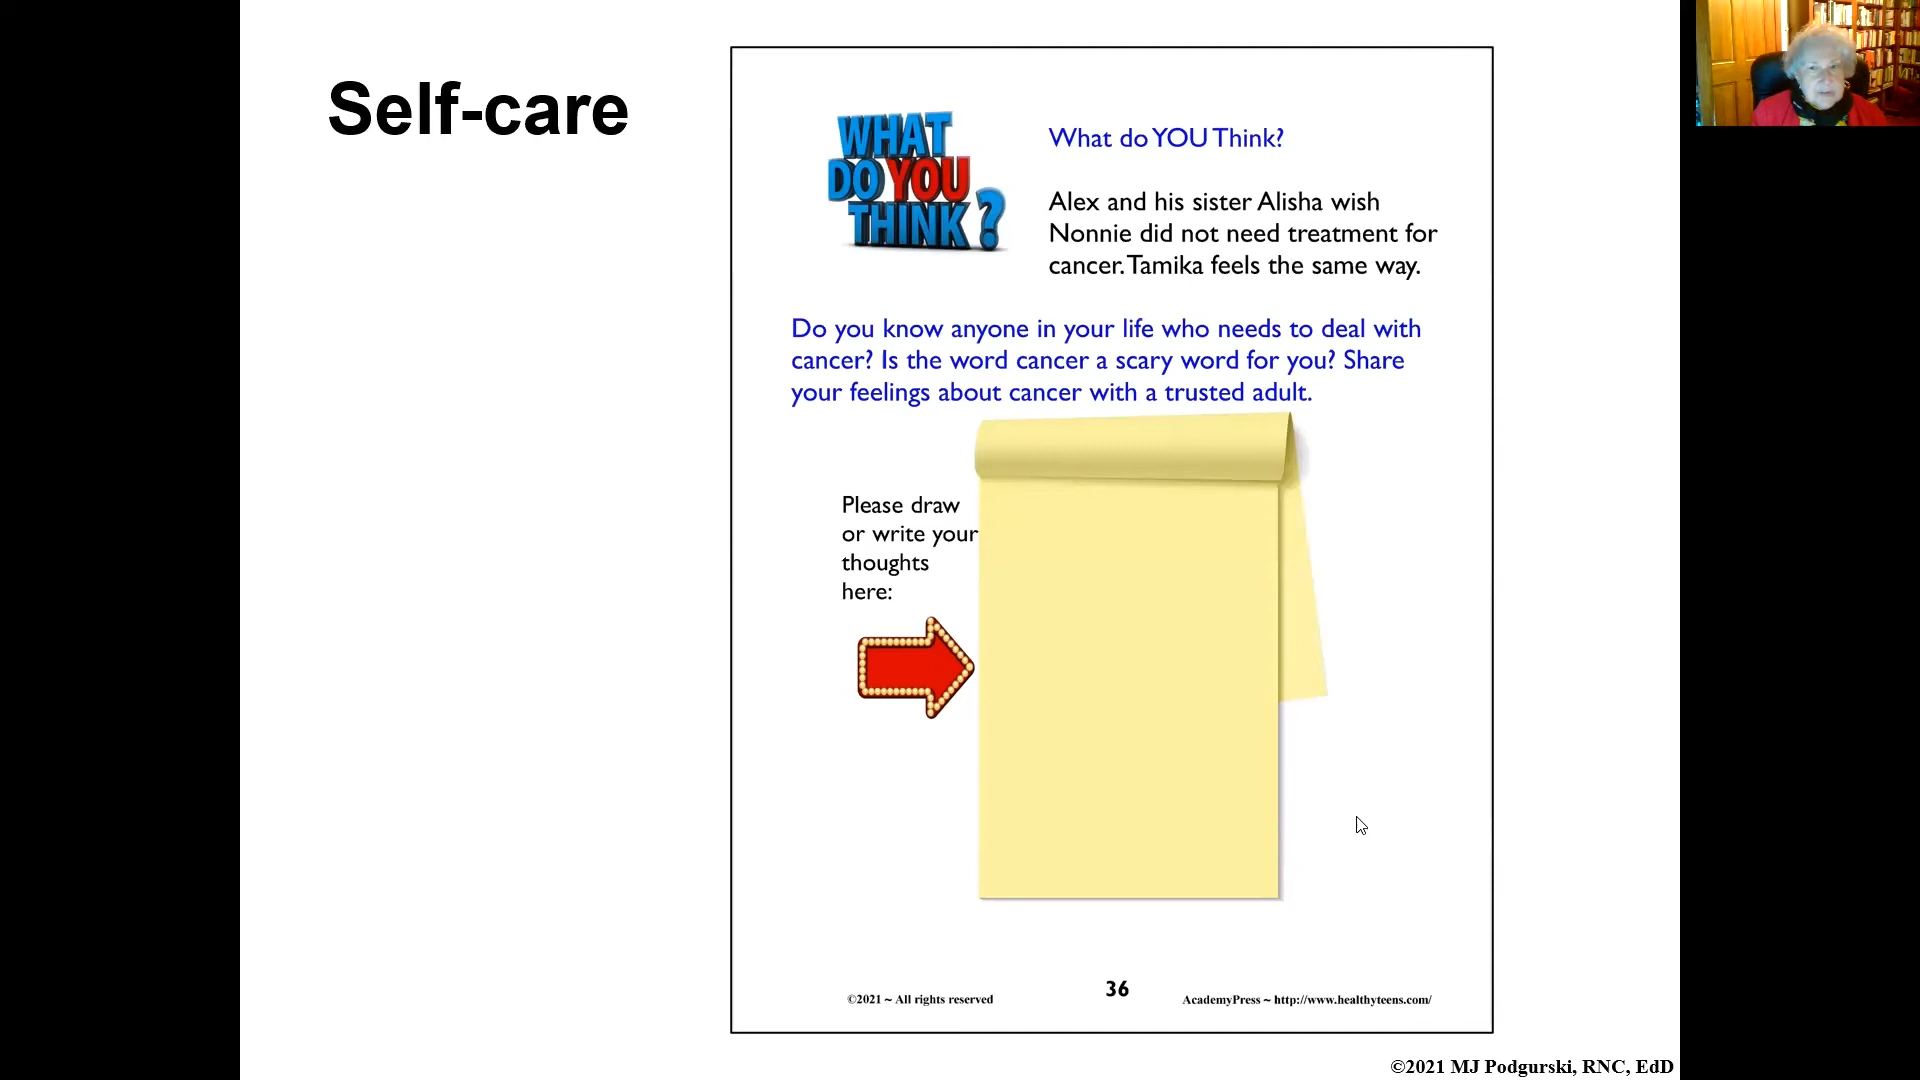 Self-care
WHAT
DO YOU
THINK ?
What do YOU Think?
Alex and his sister Alisha wish
Nonnie did not need treatment for
cancer. Tamika feels the same way.
Do you know anyone in your life who needs to deal with
cancer? Is the word cancer a scary word for you? Share
your feelings about cancer with a trusted adult.
Please draw
or write your
thoughts
here:
©2021 ~ All rights reserved
36
AcademyPress ~ http://www.healthyteens.com/
©2021 MJ Podgurski, RNC, EdD